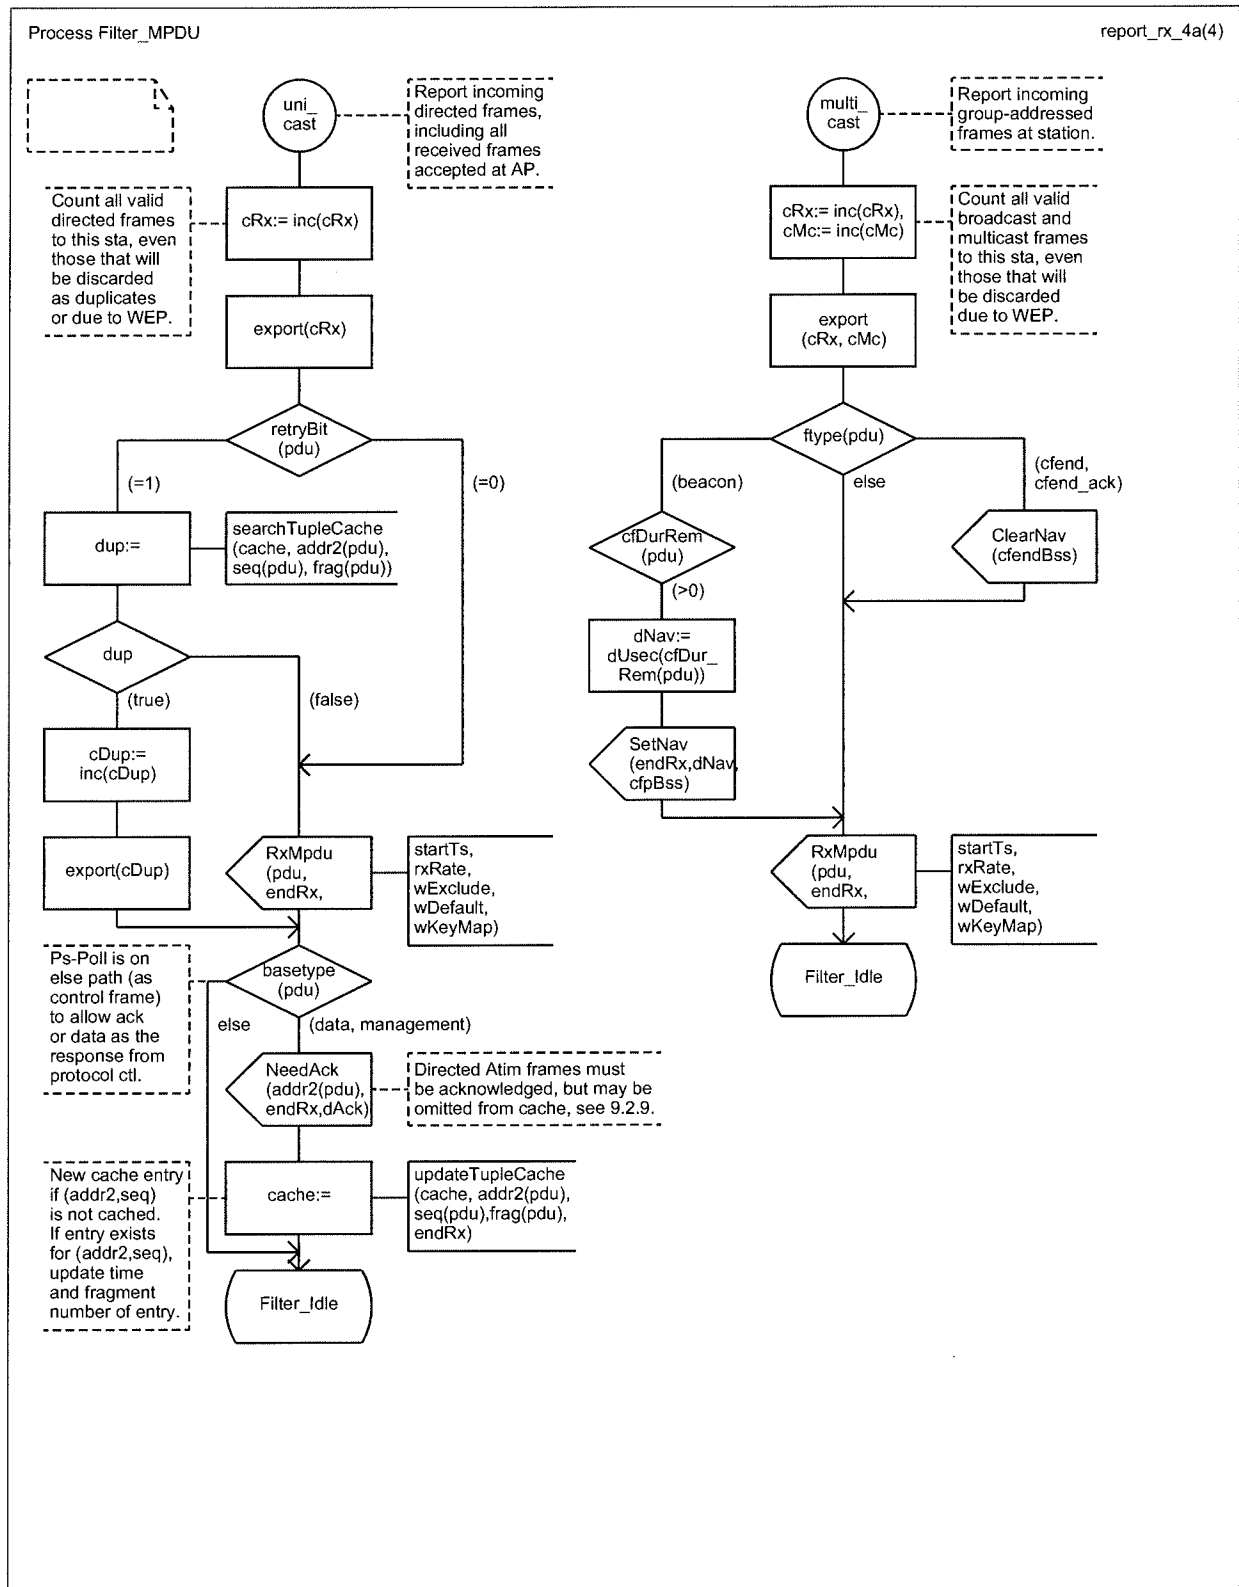 Process Filter_MPDU
report_rx_4a(4)
uni_
cast
Report incoming
directed frames,
including all
received frames
accepted at AP.
Count all valid
directed frames
to this sta, even
those that will
be discarded
as duplicates
or due to WEP.
cRx:= inc(cRx)
export(cRx)
retryBit
(pdu)
(=1)
(=0)
dup:=
searchTupleCache
(cache, addr2(pdu),
seq(pdu), frag(pdu))
dup
(true)
(false)
cDup:=
inc(cDup)
export(cDup)
RxMpdu
(pdu,
endRx,
startTs,
rxRate,
wExclude,
wDefault,
wKeyMap)
Ps-Poll is on
else path (as
control frame)
to allow ack
or data as the
response from
protocol ctl.
basetype
(pdu)
else
(data, management)
NeedAck
(addr2(pdu),
endRx,dAck)
Directed Atim frames must
be acknowledged, but may be
omitted from cache, see 9.2.9.
New cache entry
if (addr2,seq)
is not cached.
If entry exists
for (addr2,seq),
update time
and fragment
number of entry.
cache:=
updateTupleCache
(cache, addr2(pdu),
seq(pdu),frag(pdu),
endRx)
Filter_Idle
multi_
cast
Report incoming
group-addressed
frames at station.
cRx:= inc(cRx),
cMc:= inc(cMc)
Count all valid
broadcast and
multicast frames
to this sta, even
those that will
be discarded
due to WEP.
export
(cRx, cMc)
ftype(pdu)
(beacon)
else
(cfend,
cfend_ack)
cfDurRem
(pdu)
(>0)
ClearNav
(cfendBss)
dNav:=
dUsec(cfDur_
Rem(pdu))
SetNav
(endRx,dNav,
cfpBss)
RxMpdu
(pdu,
endRx,
startTs,
rxRate,
wExclude,
wDefault,
wKeyMap)
Filter_Idle